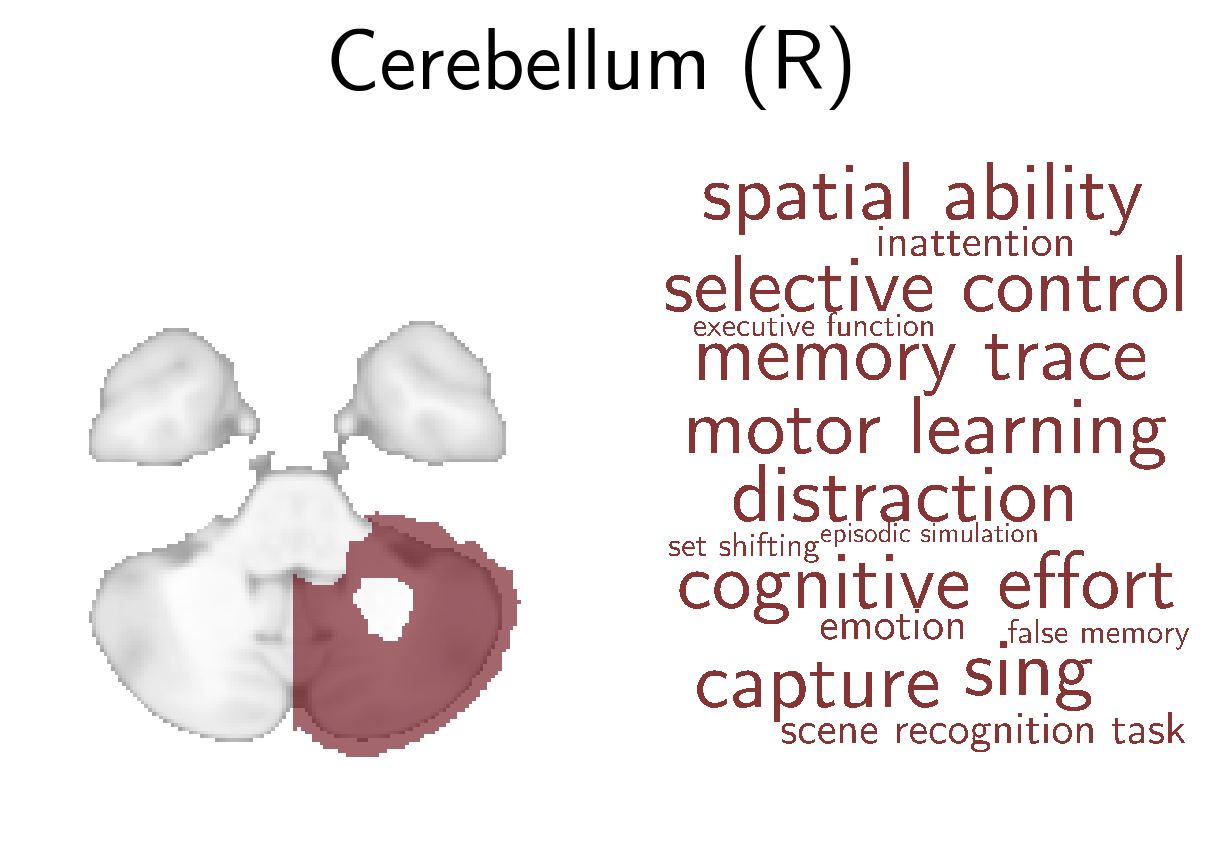 Cerebellum (R)
spatial ability
inattention
selective control
executive function
memory trace
motor learning
distraction
episodic simulation
set shifting
cognitive effort
emotion
false memory
sing
capture
scene recognition task